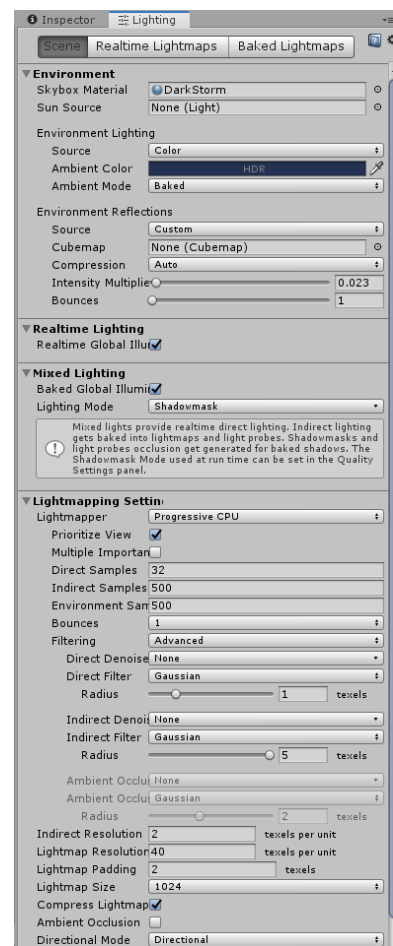 Inspector Lighting
Scene Realtime Lightmaps Baked Lightmaps
Environment
Skybox Material DarkStorm
Sun Source None (Light)
Environment Lighting
Source Color
Ambient Color HDR
Ambient Mode Baked
Environment Reflections
Source Custom
Cubemap None (Cubemap)
Compression Auto
Intensity Multiplie 0.023
Bounces 1
Realtime Lighting
Realtime Global Illu
Mixed Lighting
Baked Global Illumi
Lighting Mode Shadowmask
Mixed lights provide realtime direct lighting. Indirect lighting
gets baked into lightmaps and light probes. Shadowmasks and
light probes occlusion get generated for baked shadows. The
Shadowmask Mode used at run time can be set in the Quality
Settings panel.
Lightmapping Settin
Lightmapper Progressive CPU
Prioritize View
Multiple Importan
Direct Samples 32
Indirect Samples 500
Environment Sam 500
Bounces 1
Filtering Advanced
Direct Denoise None
Direct Filter Gaussian
Radius 1 texels
Indirect Denoi None
Indirect Filter Gaussian
Radius 5 texels
Ambient Occlu None
Ambient Occlu Gaussian
Radius 2 texels
Indirect Resolution 2 texels per unit
Lightmap Resolution 40 texels per unit
Lightmap Padding 2 texels
Lightmap Size 1024
Compress Lightmap
Ambient Occlusion
Directional Mode Directional